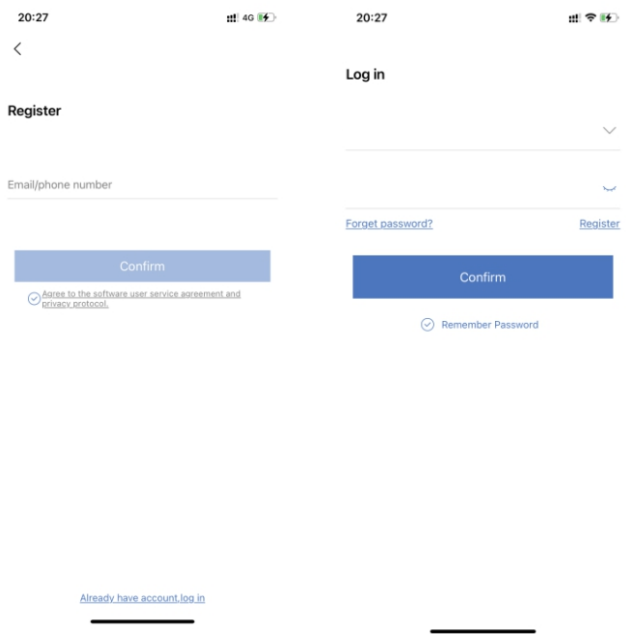 20:27
4G
Register
Email/phone number
Confirm
Agree to the software user service agreement and
privacy protocol.
Already have account,log in
20:27
Log in
Forget password?
Register
Confirm
Remember Password